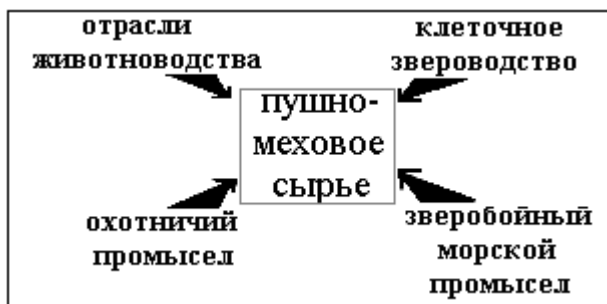 отрасли
животноводства
клеточное
звероводство
пушно-
меховое
сырье
охотничий
промысел
зверобойный
морской
промысел